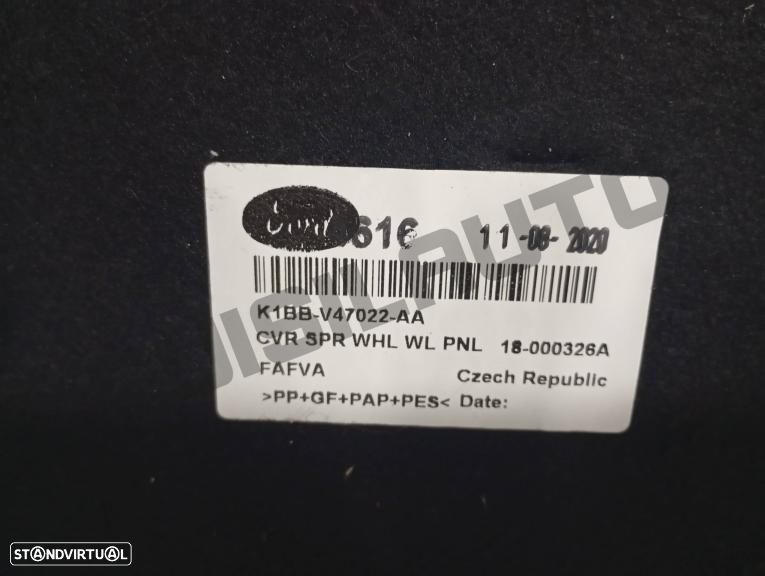 Ford 616 11-06-2020
K1BB-V47022-AA
CVR SPR WHL WL PNL 18-000326A
FAFVA Czech Republic
>PP+GF+PAP+PES< Date:
STANDVIRTUAL